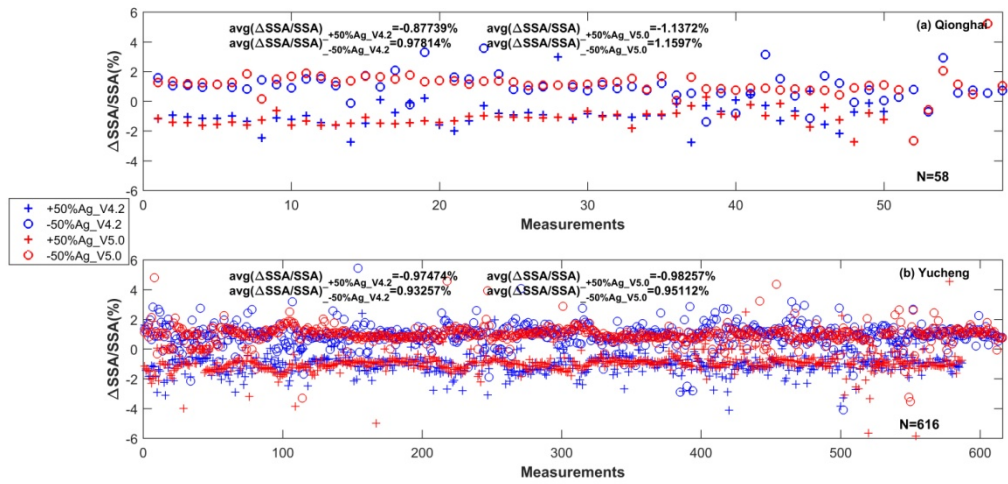 6
4
2
0
-2
-4
-6
ΔSSA/SSA(%)
avg(ΔSSA/SSA)_+50%Ag_V4.2=-0.87739%
avg(ΔSSA/SSA)_-50%Ag_V4.2=0.97814%
avg(ΔSSA/SSA)_+50%Ag_V5.0=-1.1372%
avg(ΔSSA/SSA)_-50%Ag_V5.0=1.1597%
(a) Qionghai
N=58
0 10 20 30 40 50
Measurements
+50%Ag_V4.2
-50%Ag_V4.2
+50%Ag_V5.0
-50%Ag_V5.0
6
4
2
0
-2
-4
-6
ΔSSA/SSA(%)
avg(ΔSSA/SSA)_+50%Ag_V4.2=-0.97474%
avg(ΔSSA/SSA)_-50%Ag_V4.2=0.93257%
avg(ΔSSA/SSA)_+50%Ag_V5.0=-0.98257%
avg(ΔSSA/SSA)_-50%Ag_V5.0=0.95112%
(b) Yucheng
N=616
0 100 200 300 400 500 600
Measurements